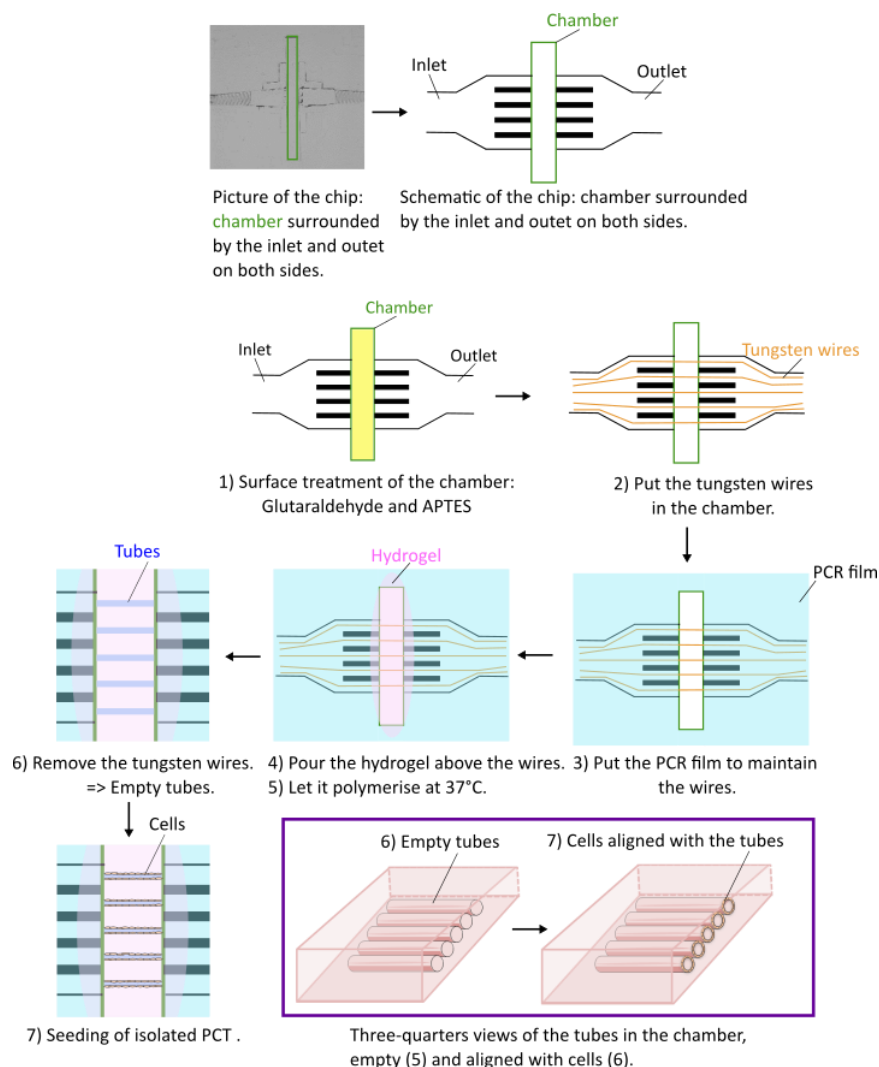 Chamber
Inlet
Outlet
Picture of the chip:
chamber surrounded
by the inlet and outet
on both sides.
Schematic of the chip: chamber surrounded
by the inlet and outet on both sides.
Chamber
Inlet
Outlet
Tungsten wires
1) Surface treatment of the chamber:
Glutaraldehyde and APTES
2) Put the tungsten wires
in the chamber.
Tubes
Hydrogel
PCR film
6) Remove the tungsten wires.
=> Empty tubes.
4) Pour the hydrogel above the wires.
5) Let it polymerise at 37°C.
3) Put the PCR film to maintain
the wires.
Cells
6) Empty tubes
7) Cells aligned with the tubes
7) Seeding of isolated PCT .
Three-quarters views of the tubes in the chamber,
empty (5) and aligned with cells (6).